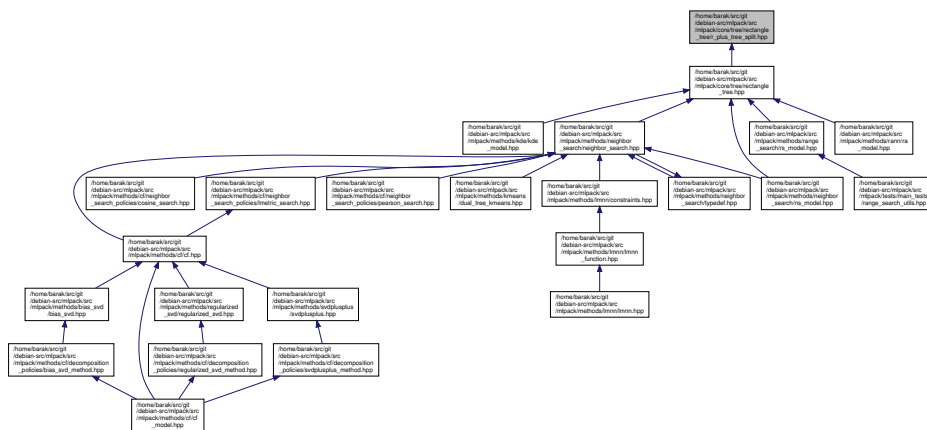 /home/barak/src/git
/debian-src/mlpack/src
/mlpack/core/tree/rectangle
_tree/r_plus_tree_split.hpp
/home/barak/src/git
/debian-src/mlpack/src
/mlpack/core/tree/rectangle
_tree.hpp
/home/barak/src/git
/debian-src/mlpack/src
/mlpack/methods/kde/kde
_model.hpp
/home/barak/src/git
/debian-src/mlpack/src
/mlpack/methods/neighbor
_search/neighbor_search.hpp
/home/barak/src/git
/debian-src/mlpack/src
/mlpack/methods/range
_search/rs_model.hpp
/home/barak/src/git
/debian-src/mlpack/src
/mlpack/methods/rann/ra
_model.hpp
/home/barak/src/git
/debian-src/mlpack/src
/mlpack/methods/cf/neighbor
_search_policies/cosine_search.hpp
/home/barak/src/git
/debian-src/mlpack/src
/mlpack/methods/cf/neighbor
_search_policies/lmetric_search.hpp
/home/barak/src/git
/debian-src/mlpack/src
/mlpack/methods/cf/neighbor
_search_policies/pearson_search.hpp
/home/barak/src/git
/debian-src/mlpack/src
/mlpack/methods/kmeans
/dual_tree_kmeans.hpp
/home/barak/src/git
/debian-src/mlpack/src
/mlpack/methods/lmnn/constraints.hpp
/home/barak/src/git
/debian-src/mlpack/src
/mlpack/methods/neighbor
_search/typedef.hpp
/home/barak/src/git
/debian-src/mlpack/src
/mlpack/methods/neighbor
_search/ns_model.hpp
/home/barak/src/git
/debian-src/mlpack/src
/mlpack/tests/main_tests
/range_search_utils.hpp
/home/barak/src/git
/debian-src/mlpack/src
/mlpack/methods/cf/cf.hpp
/home/barak/src/git
/debian-src/mlpack/src
/mlpack/methods/lmnn/lmnn
_function.hpp
/home/barak/src/git
/debian-src/mlpack/src
/mlpack/methods/bias_svd
/bias_svd.hpp
/home/barak/src/git
/debian-src/mlpack/src
/mlpack/methods/regularized
_svd/regularized_svd.hpp
/home/barak/src/git
/debian-src/mlpack/src
/mlpack/methods/svdplusplus
/svdplusplus.hpp
/home/barak/src/git
/debian-src/mlpack/src
/mlpack/methods/lmnn/lmnn.hpp
/home/barak/src/git
/debian-src/mlpack/src
/mlpack/methods/cf/decomposition
_policies/bias_svd_method.hpp
/home/barak/src/git
/debian-src/mlpack/src
/mlpack/methods/cf/decomposition
_policies/regularized_svd_method.hpp
/home/barak/src/git
/debian-src/mlpack/src
/mlpack/methods/cf/decomposition
_policies/svdplusplus_method.hpp
/home/barak/src/git
/debian-src/mlpack/src
/mlpack/methods/cf/cf
_model.hpp